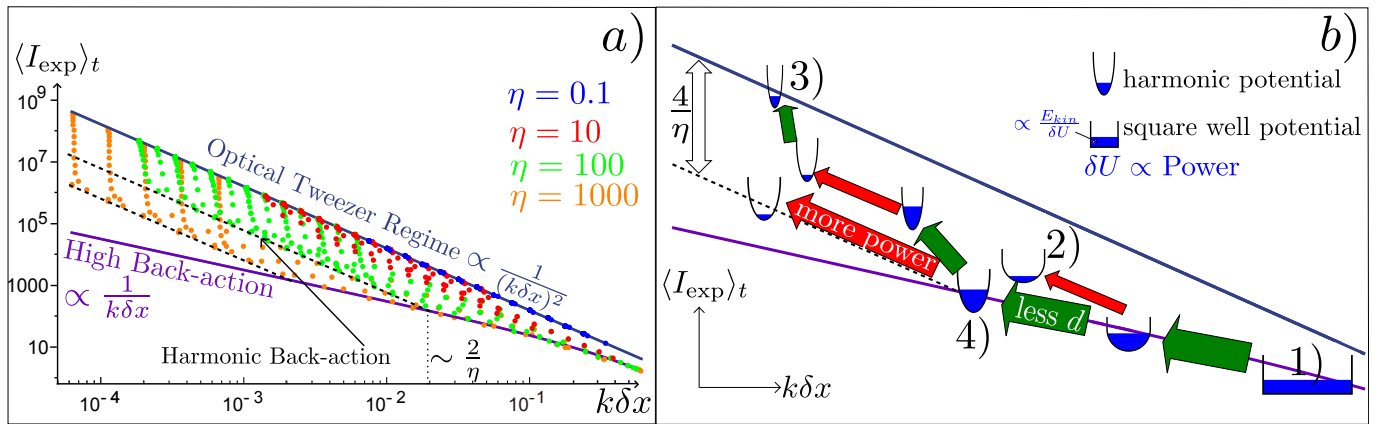 a)
⟨I_exp⟩_t
10^9
10^7
10^5
1000
10
η = 0.1
η = 10
η = 100
η = 1000
Optical Tweezer Regime ∝ 1/(kδx)^2
High Back-action
∝ 1/kδx
Harmonic Back-action
∼ 2/η
10^-4
10^-3
10^-2
10^-1
kδx
b)
3)
4/η
harmonic potential
∝ E_kin/δU
square well potential
δU ∝ Power
more power
2)
⟨I_exp⟩_t
less d
4)
1)
kδx